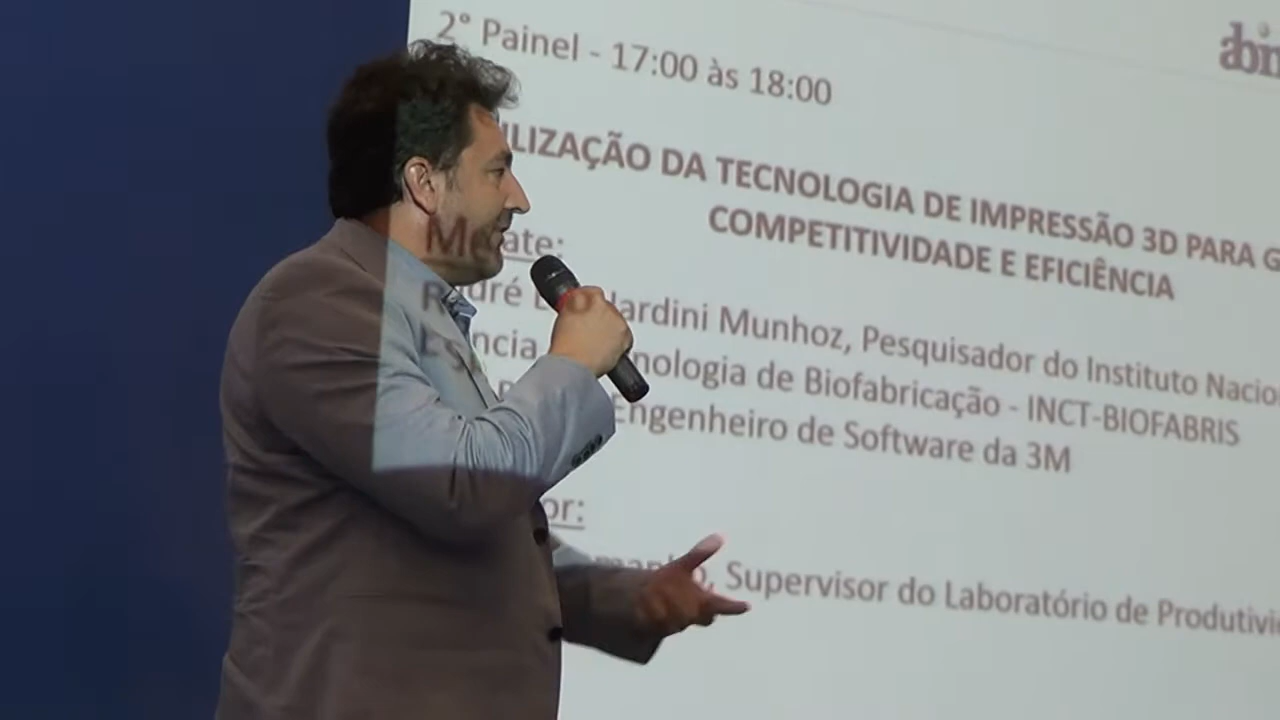 2° Painel - 17:00 às 18:00
ILIZAÇÃO DA TECNOLOGIA DE IMPRESSÃO 3D PARA G
COMPETITIVIDADE E EFICIÊNCIA
ate:
Jardini Munhoz, Pesquisador do Instituto Nacio
ncia nologia de Biofabricação - INCT-BIOFABRIS
Engenheiro de Software da 3M
or:
, Supervisor do Laboratório de Produtivi